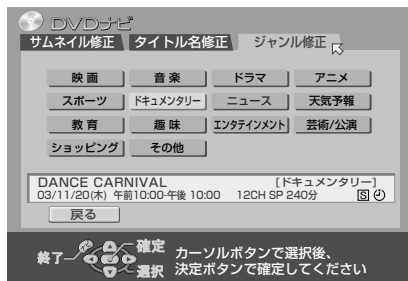 DVDナビ
サムネイル修正 タイトル名修正 ジャンル修正
映画 音楽 ドラマ アニメ
スポーツ ドキュメンタリー ニュース 天気予報
教育 趣味 エンタテインメント 芸術/公演
ショッピング その他
DANCE CARNIVAL [ドキュメンタリー]
03/11/20(木) 午前10:00-午後 10:00 12CH SP 240分 S
戻る
終了 確定 選択 カーソルボタンで選択後、
決定ボタンで確定してください